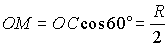 OM = OC cos 60° = R/2